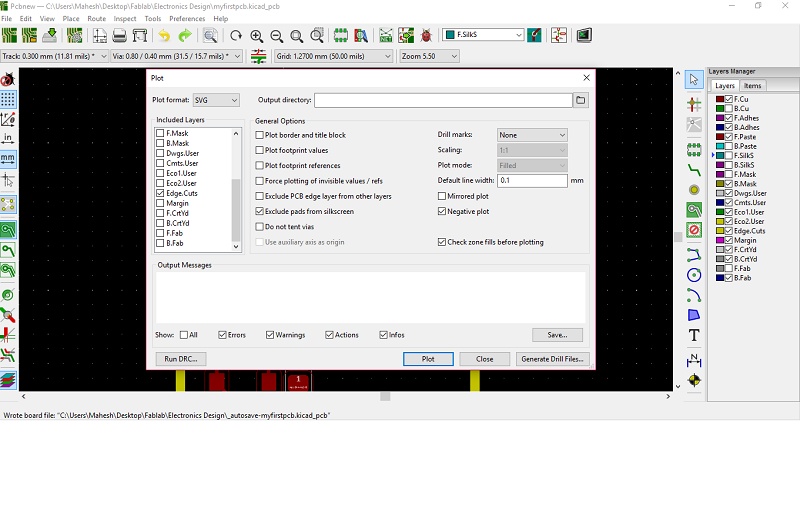 Pcbnew — C:\Users\Mahesh\Desktop\Fablab\Electronics Design\myfirstpcb.kicad_pcb
File Edit View Place Route Inspect Tools Preferences Help
F.SilkS
Track: 0.300 mm (11.81 mils) *
Via: 0.80 / 0.40 mm (31.5 / 15.7 mils) *
Grid: 1.2700 mm (50.00 mils)
Zoom 5.50
in
mm
Plot
Plot format: SVG
Output directory:
Included Layers
F.Mask
B.Mask
Dwgs.User
Cmts.User
Eco1.User
Eco2.User
Edge.Cuts
Margin
F.CrtYd
B.CrtYd
F.Fab
B.Fab
General Options
Plot border and title block
Plot footprint values
Plot footprint references
Force plotting of invisible values / refs
Exclude PCB edge layer from other layers
Exclude pads from silkscreen
Do not tent vias
Use auxiliary axis as origin
Drill marks: None
Scaling: 1:1
Plot mode: Filled
Default line width: 0.1 mm
Mirrored plot
Negative plot
Check zone fills before plotting
Output Messages
Show: All Errors Warnings Actions Infos Save...
Run DRC... Plot Close Generate Drill Files...
1
Layers Manager
Layers Items
F.Cu
B.Cu
F.Adhes
B.Adhes
F.Paste
B.Paste
F.SilkS
B.SilkS
F.Mask
B.Mask
Dwgs.User
Cmts.User
Eco1.User
Eco2.User
Edge.Cuts
Margin
F.CrtYd
B.CrtYd
F.Fab
B.Fab
T
N
Wrote board file: "C:\Users\Mahesh\Desktop\Fablab\Electronics Design\_autosave-myfirstpcb.kicad_pcb"